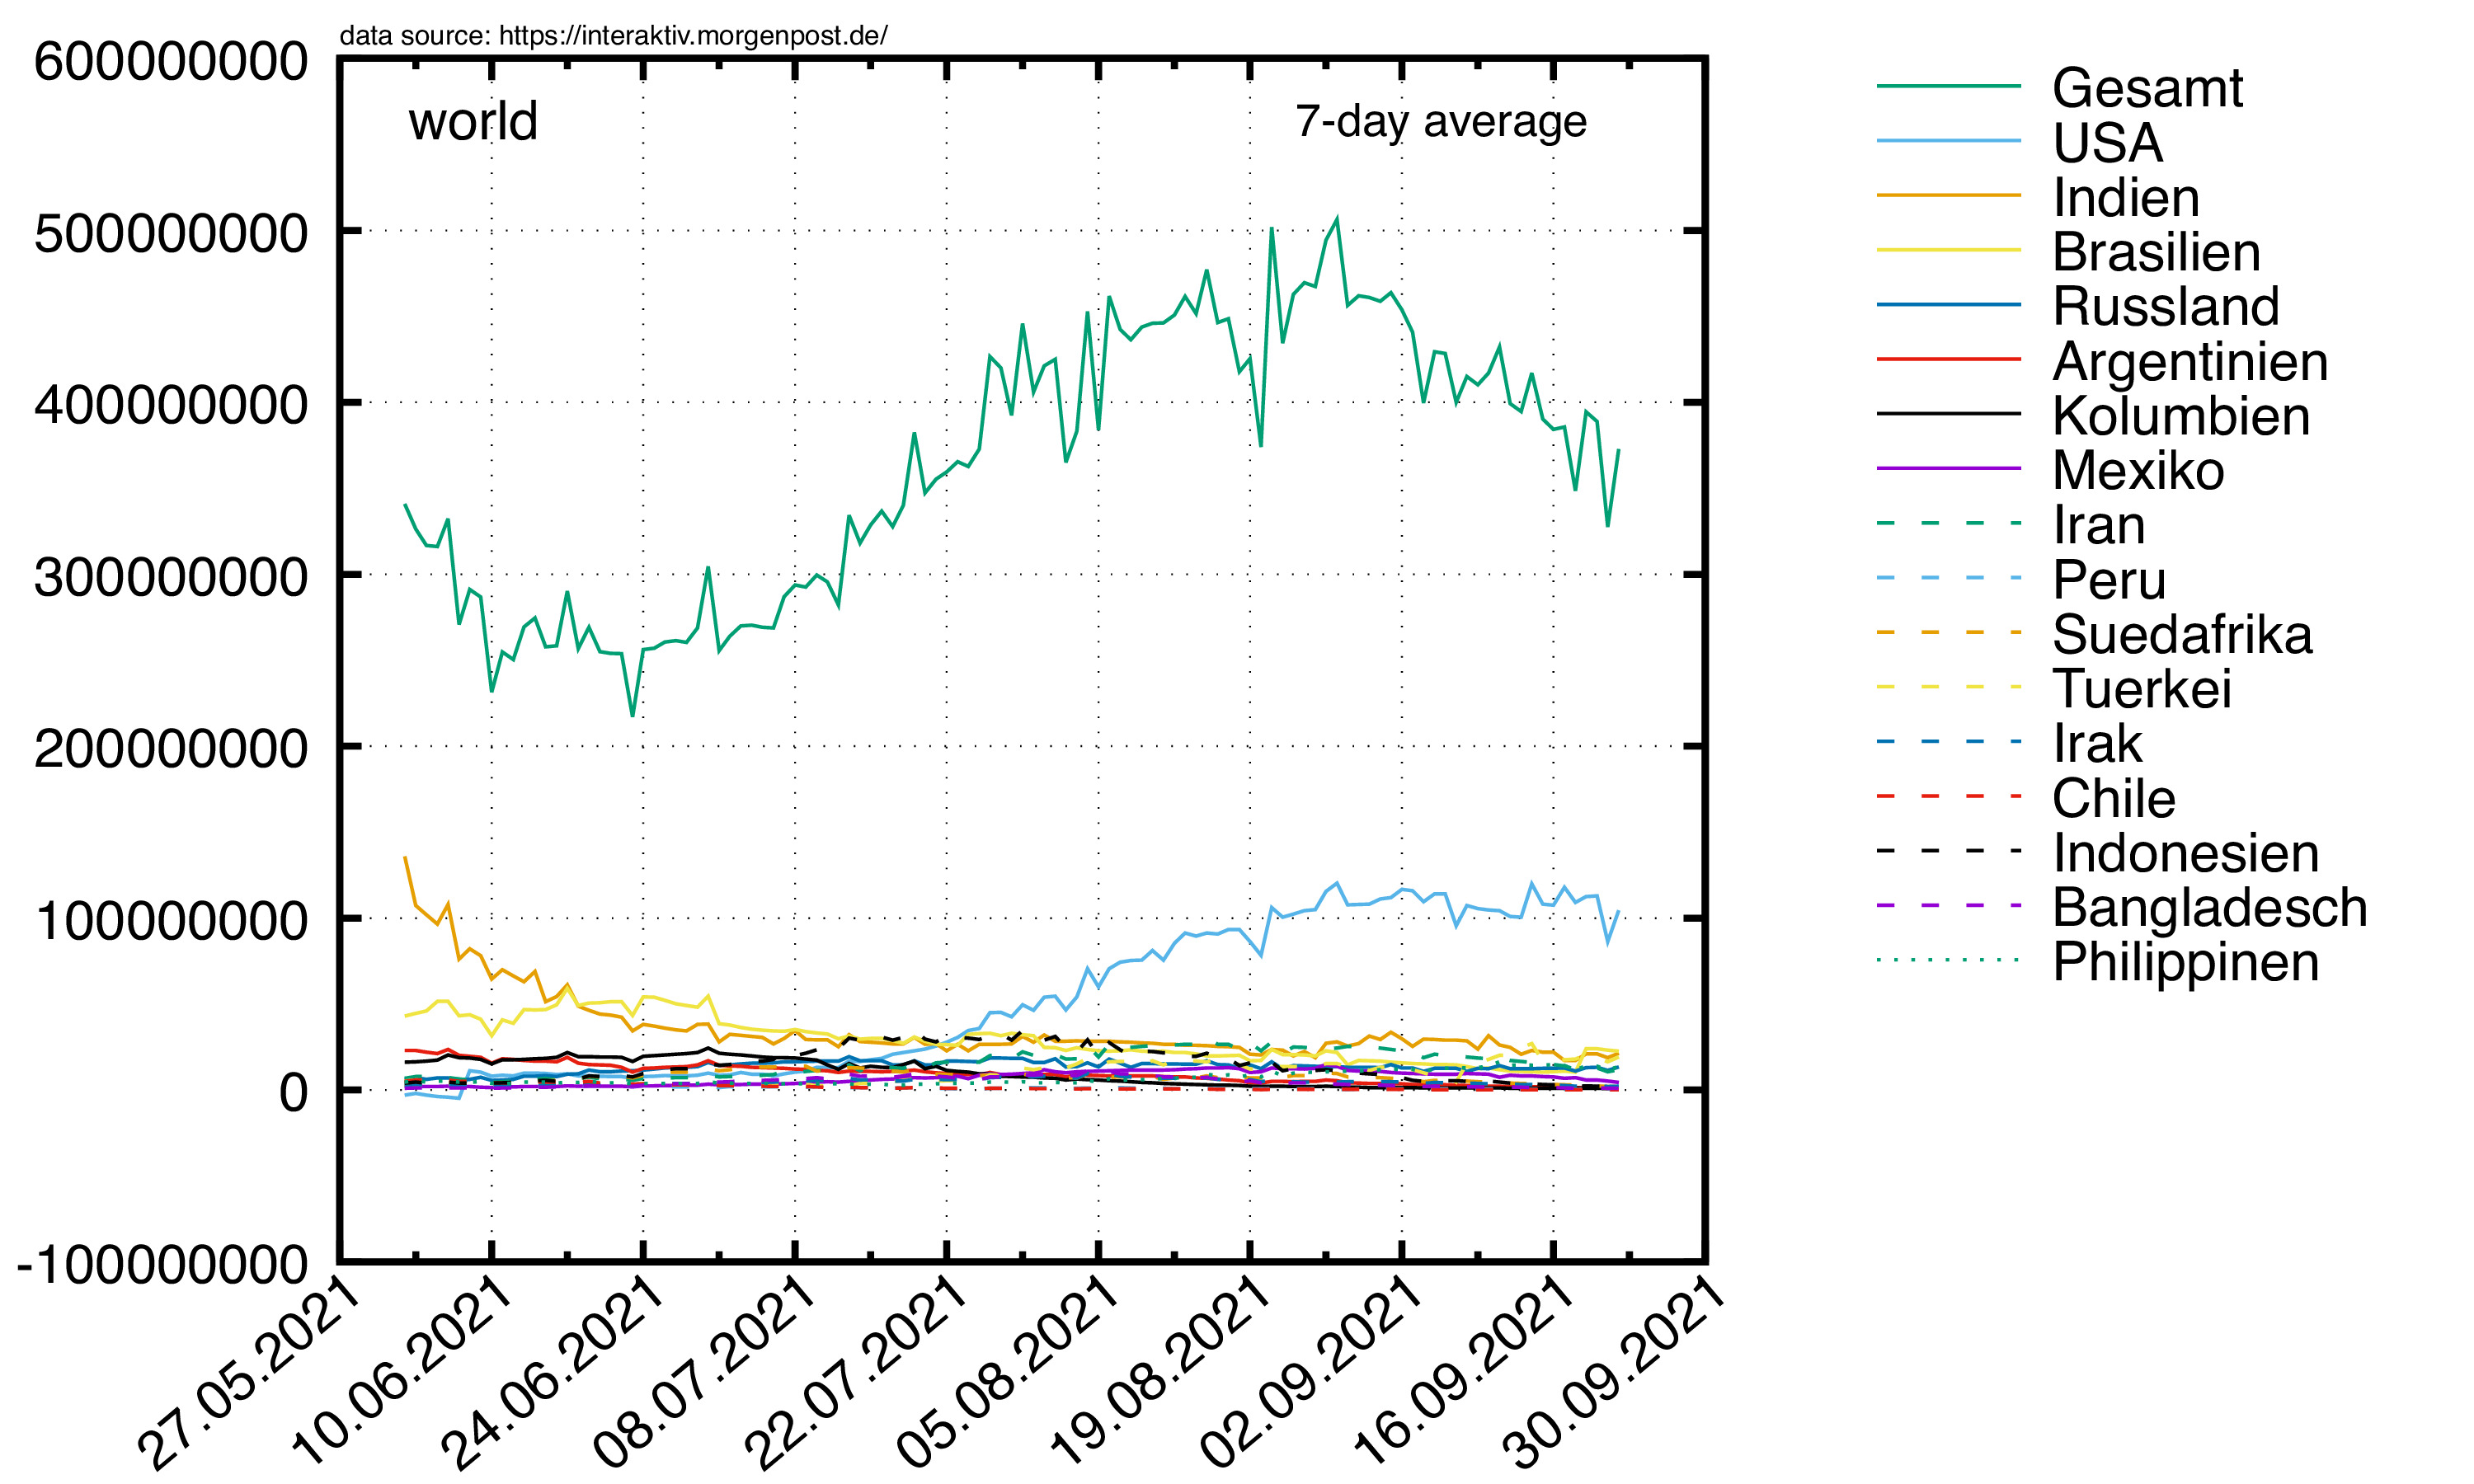 data source: https://interaktiv.morgenpost.de/
600000000
500000000
400000000
300000000
200000000
100000000
0
-100000000
world
7-day average
27.05.2021
10.06.2021
24.06.2021
08.07.2021
22.07.2021
05.08.2021
19.08.2021
02.09.2021
16.09.2021
30.09.2021
Gesamt
USA
Indien
Brasilien
Russland
Argentinien
Kolumbien
Mexiko
Iran
Peru
Suedafrika
Tuerkei
Irak
Chile
Indonesien
Bangladesch
Philippinen